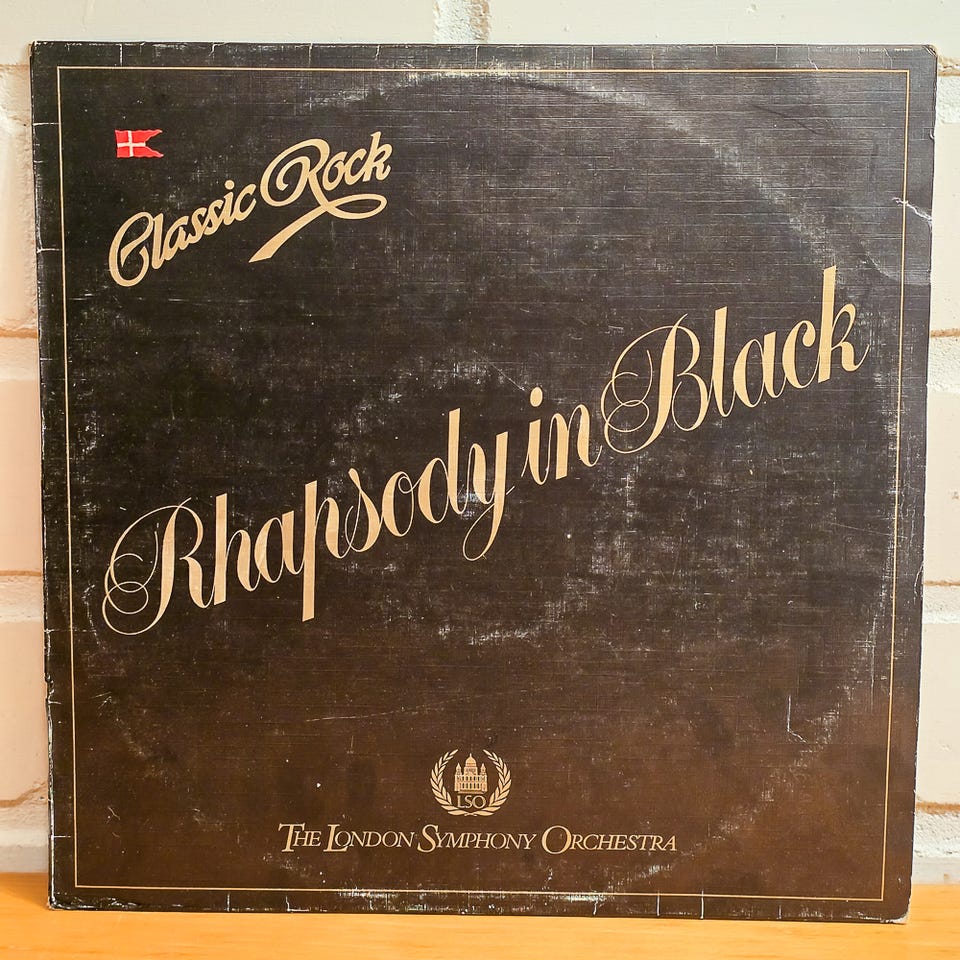 Classic Rock
Rhapsody in Black
LSO
THE LONDON SYMPHONY ORCHESTRA